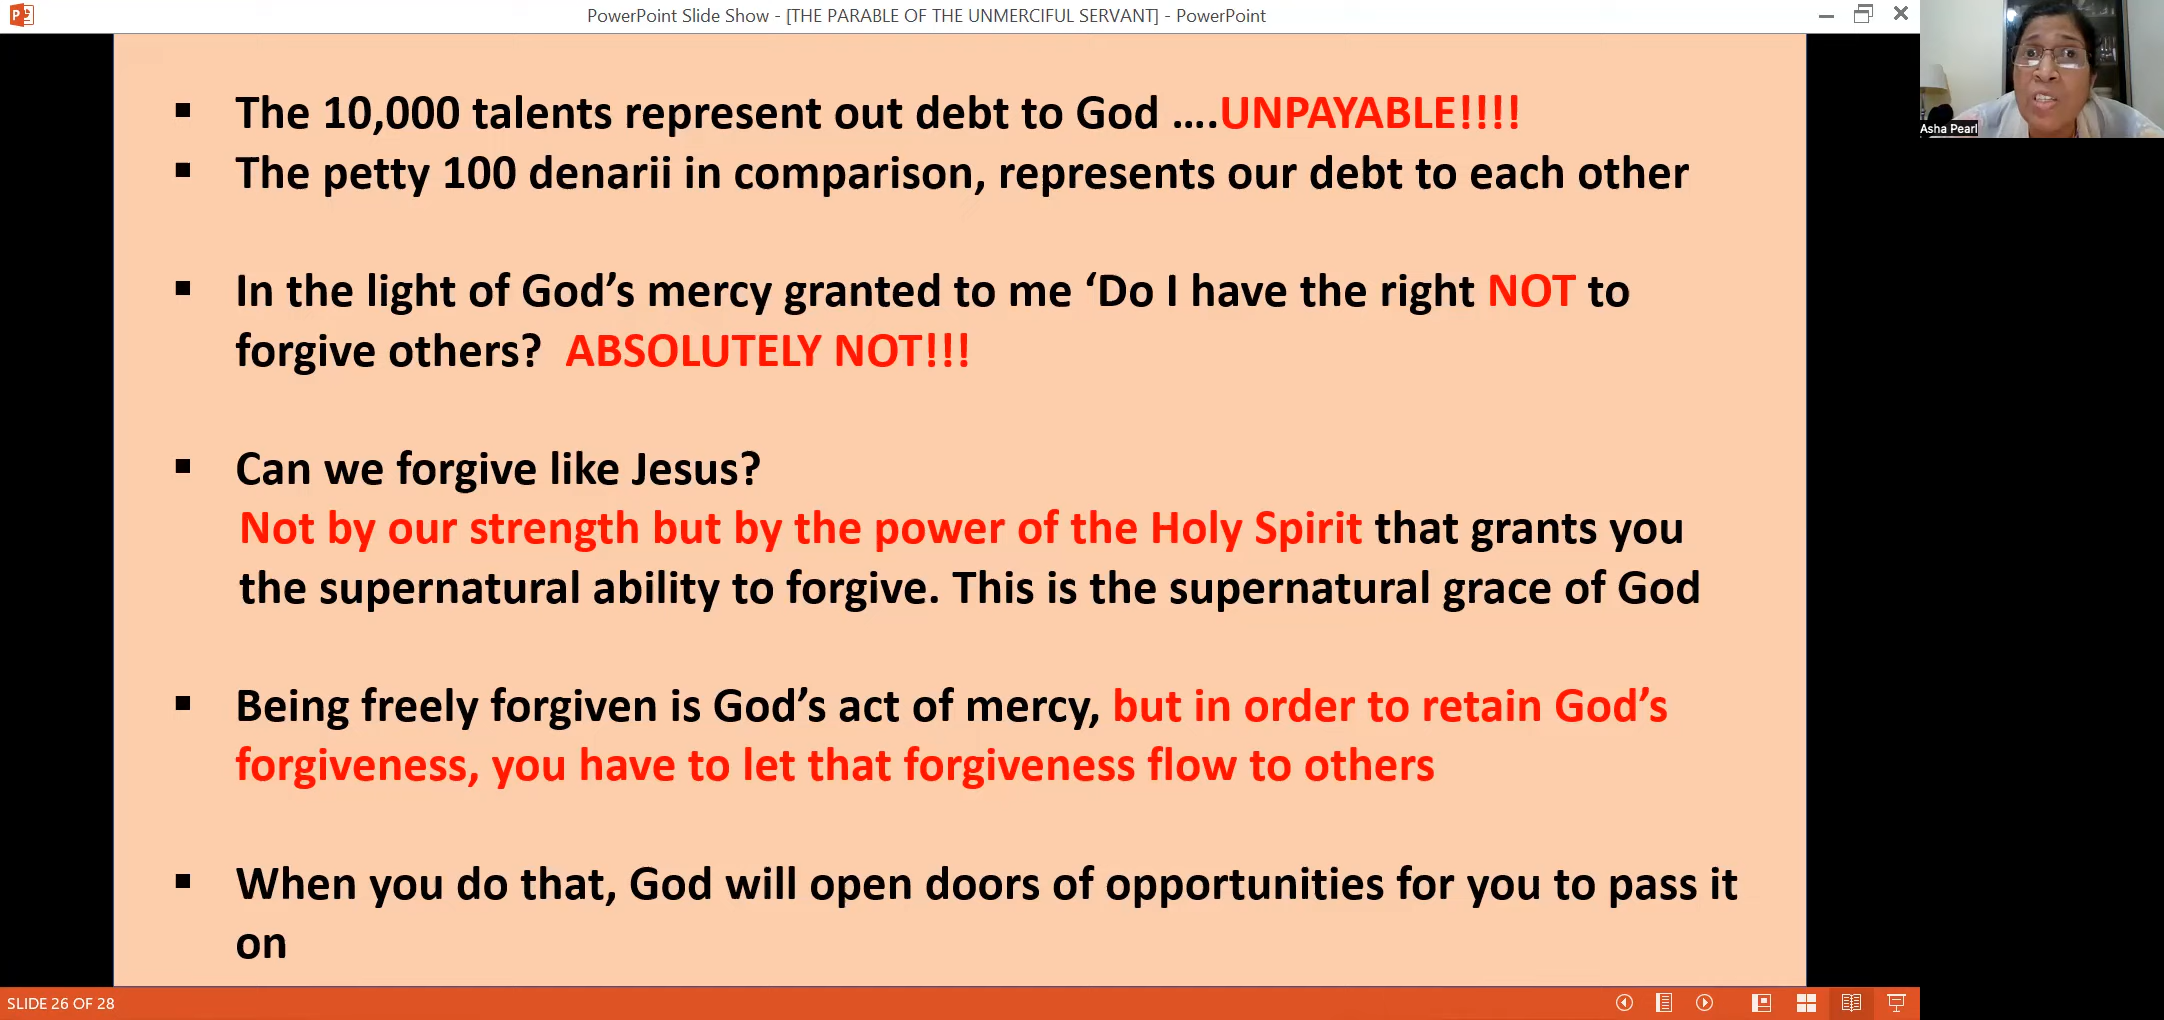 PowerPoint Slide Show - [THE PARABLE OF THE UNMERCIFUL SERVANT] - PowerPoint
Asha Pearl
▪ The 10,000 talents represent out debt to God ....UNPAYABLE!!!!
▪ The petty 100 denarii in comparison, represents our debt to each other
▪ In the light of God’s mercy granted to me ‘Do I have the right NOT to
forgive others? ABSOLUTELY NOT!!!
▪ Can we forgive like Jesus?
Not by our strength but by the power of the Holy Spirit that grants you
the supernatural ability to forgive. This is the supernatural grace of God
▪ Being freely forgiven is God’s act of mercy, but in order to retain God’s
forgiveness, you have to let that forgiveness flow to others
▪ When you do that, God will open doors of opportunities for you to pass it
on
SLIDE 26 OF 28